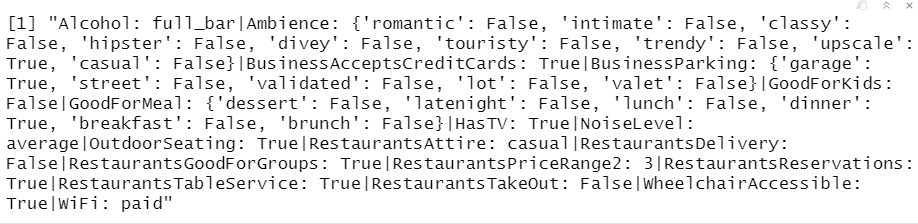 [1] "Alcohol: full_bar|Ambience: {'romantic': False, 'intimate': False, 'classy':
False, 'hipster': False, 'divey': False, 'touristy': False, 'trendy': False, 'upscale':
True, 'casual': False}|BusinessAcceptsCreditCards: True|BusinessParking: {'garage':
True, 'street': False, 'validated': False, 'lot': False, 'valet': False}|GoodForKids:
False|GoodForMeal: {'dessert': False, 'latenight': False, 'lunch': False, 'dinner':
True, 'breakfast': False, 'brunch': False}|HasTV: True|NoiseLevel:
average|OutdoorSeating: True|RestaurantsAttire: casual|RestaurantsDelivery:
False|RestaurantsGoodForGroups: True|RestaurantsPriceRange2: 3|RestaurantsReservations:
True|RestaurantsTableService: True|RestaurantsTakeOut: False|WheelchairAccessible:
True|WiFi: paid"